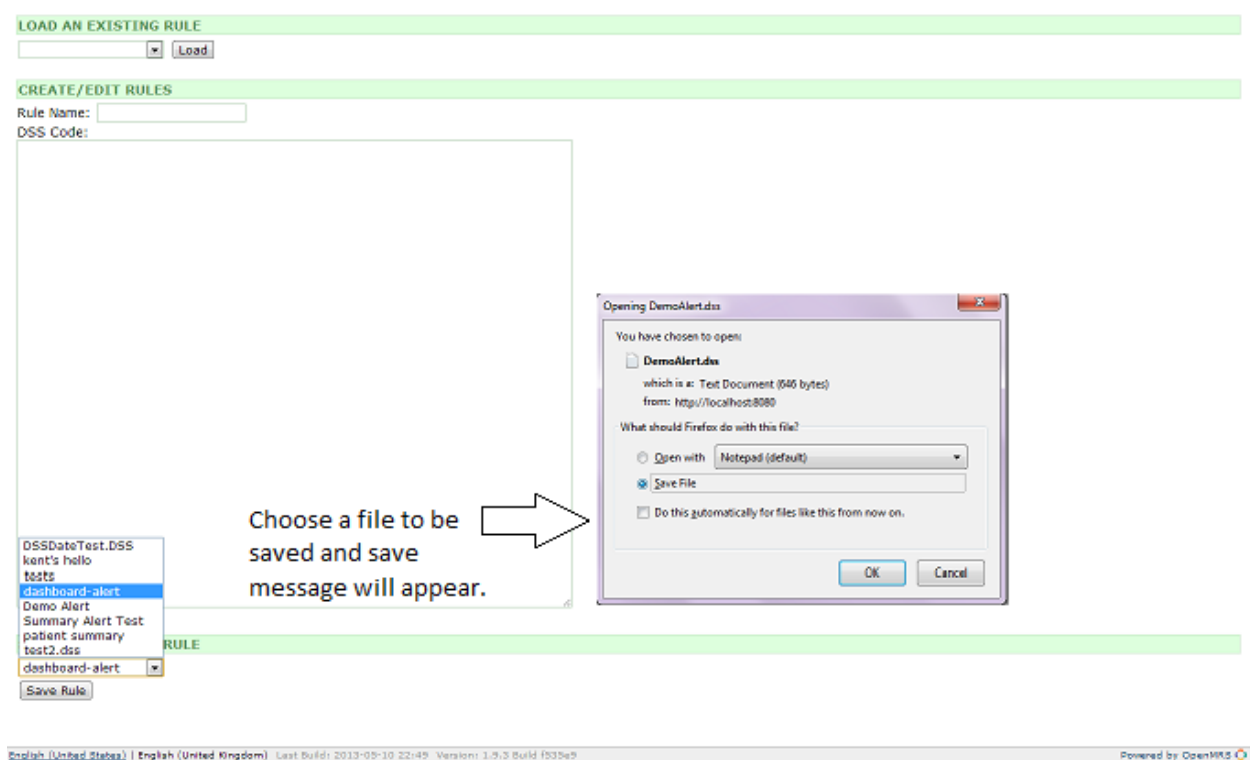 LOAD AN EXISTING RULE
Load
CREATE/EDIT RULES
Rule Name:
DSS Code:
Opening DemoAlert.dss
You have chosen to open:
DemoAlert.dss
which is a: Text Document (646 bytes)
from: http://localhost:8080
What should Firefox do with this file?
Open with Notepad (default)
Save File
Do this automatically for files like this from now on.
OK Cancel
Choose a file to be
saved and save
message will appear.
DSSDateTest.DSS
kent's hello
tests
dashboard-alert
Demo Alert
Summary Alert Test
patient summary
test2.dss
RULE
dashboard-alert
Save Rule
English (United States) | English (United Kingdom) Last Build: 2013-05-10 22:49 Version: 1.9.3 Build f535e9
Powered by OpenMRS